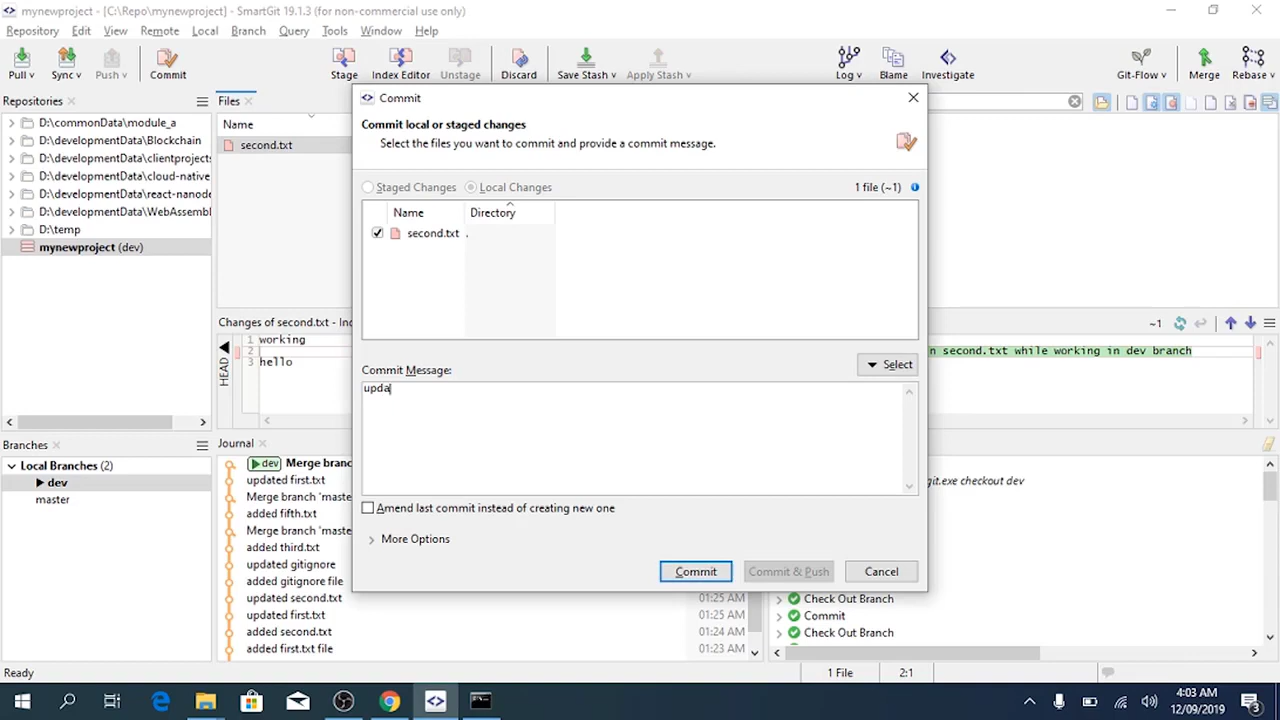 mynewproject - [C:\Repo\mynewproject] - SmartGit 19.1.3 (for non-commercial use only)
Repository Edit View Remote Local Branch Query Tools Window Help
Pull Sync Push Commit Stage Index Editor Unstage Discard Save Stash Apply Stash Log Blame Investigate Git-Flow Merge Rebase
Repositories
D:\commonData\module_a
D:\developmentData\Blockchain
D:\developmentData\clientprojects
D:\developmentData\cloud-native
D:\developmentData\react-nanode
D:\developmentData\WebAssembl
D:\temp
mynewproject (dev)
Files
Name
second.txt
Commit
Commit local or staged changes
Select the files you want to commit and provide a commit message.
Staged Changes Local Changes 1 file (~1)
Name Directory
second.txt .
Commit Message: Select
upda
Amend last commit instead of creating new one
More Options
Commit Commit & Push Cancel
Changes of second.txt - In
~1
HEAD
1 working
2
3 hello
n second.txt while working in dev branch
Branches
Local Branches (2)
dev
master
Journal
dev Merge branc
updated first.txt
Merge branch 'maste
added fifth.txt
Merge branch 'maste
added third.txt
updated gitignore
added gitignore file
updated second.txt 01:25 AM
updated first.txt 01:25 AM
added second.txt 01:24 AM
added first.txt file 01:23 AM
git.exe checkout dev
Check Out Branch
Commit
Check Out Branch
Ready 1 File 2:1
4:03 AM
12/09/2019
3